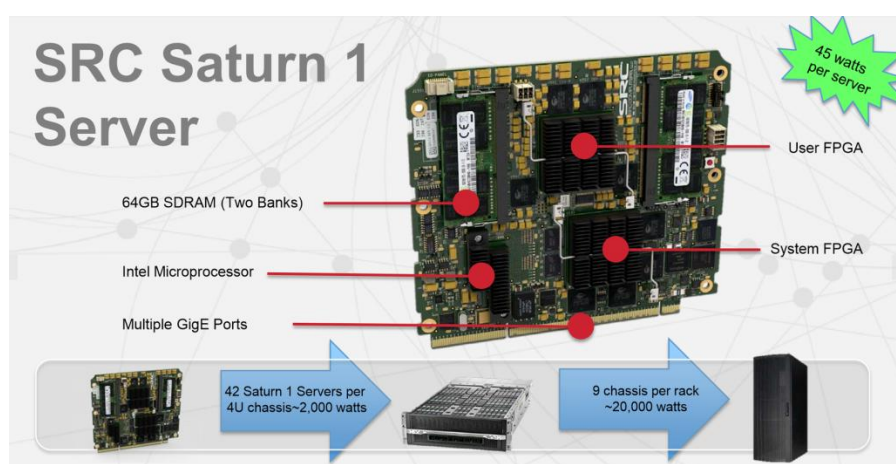 SRC Saturn 1
Server
45 watts
per server
SRC
User FPGA
64GB SDRAM (Two Banks)
System FPGA
Intel Microprocessor
Multiple GigE Ports
42 Saturn 1 Servers per
4U chassis~2,000 watts
9 chassis per rack
~20,000 watts